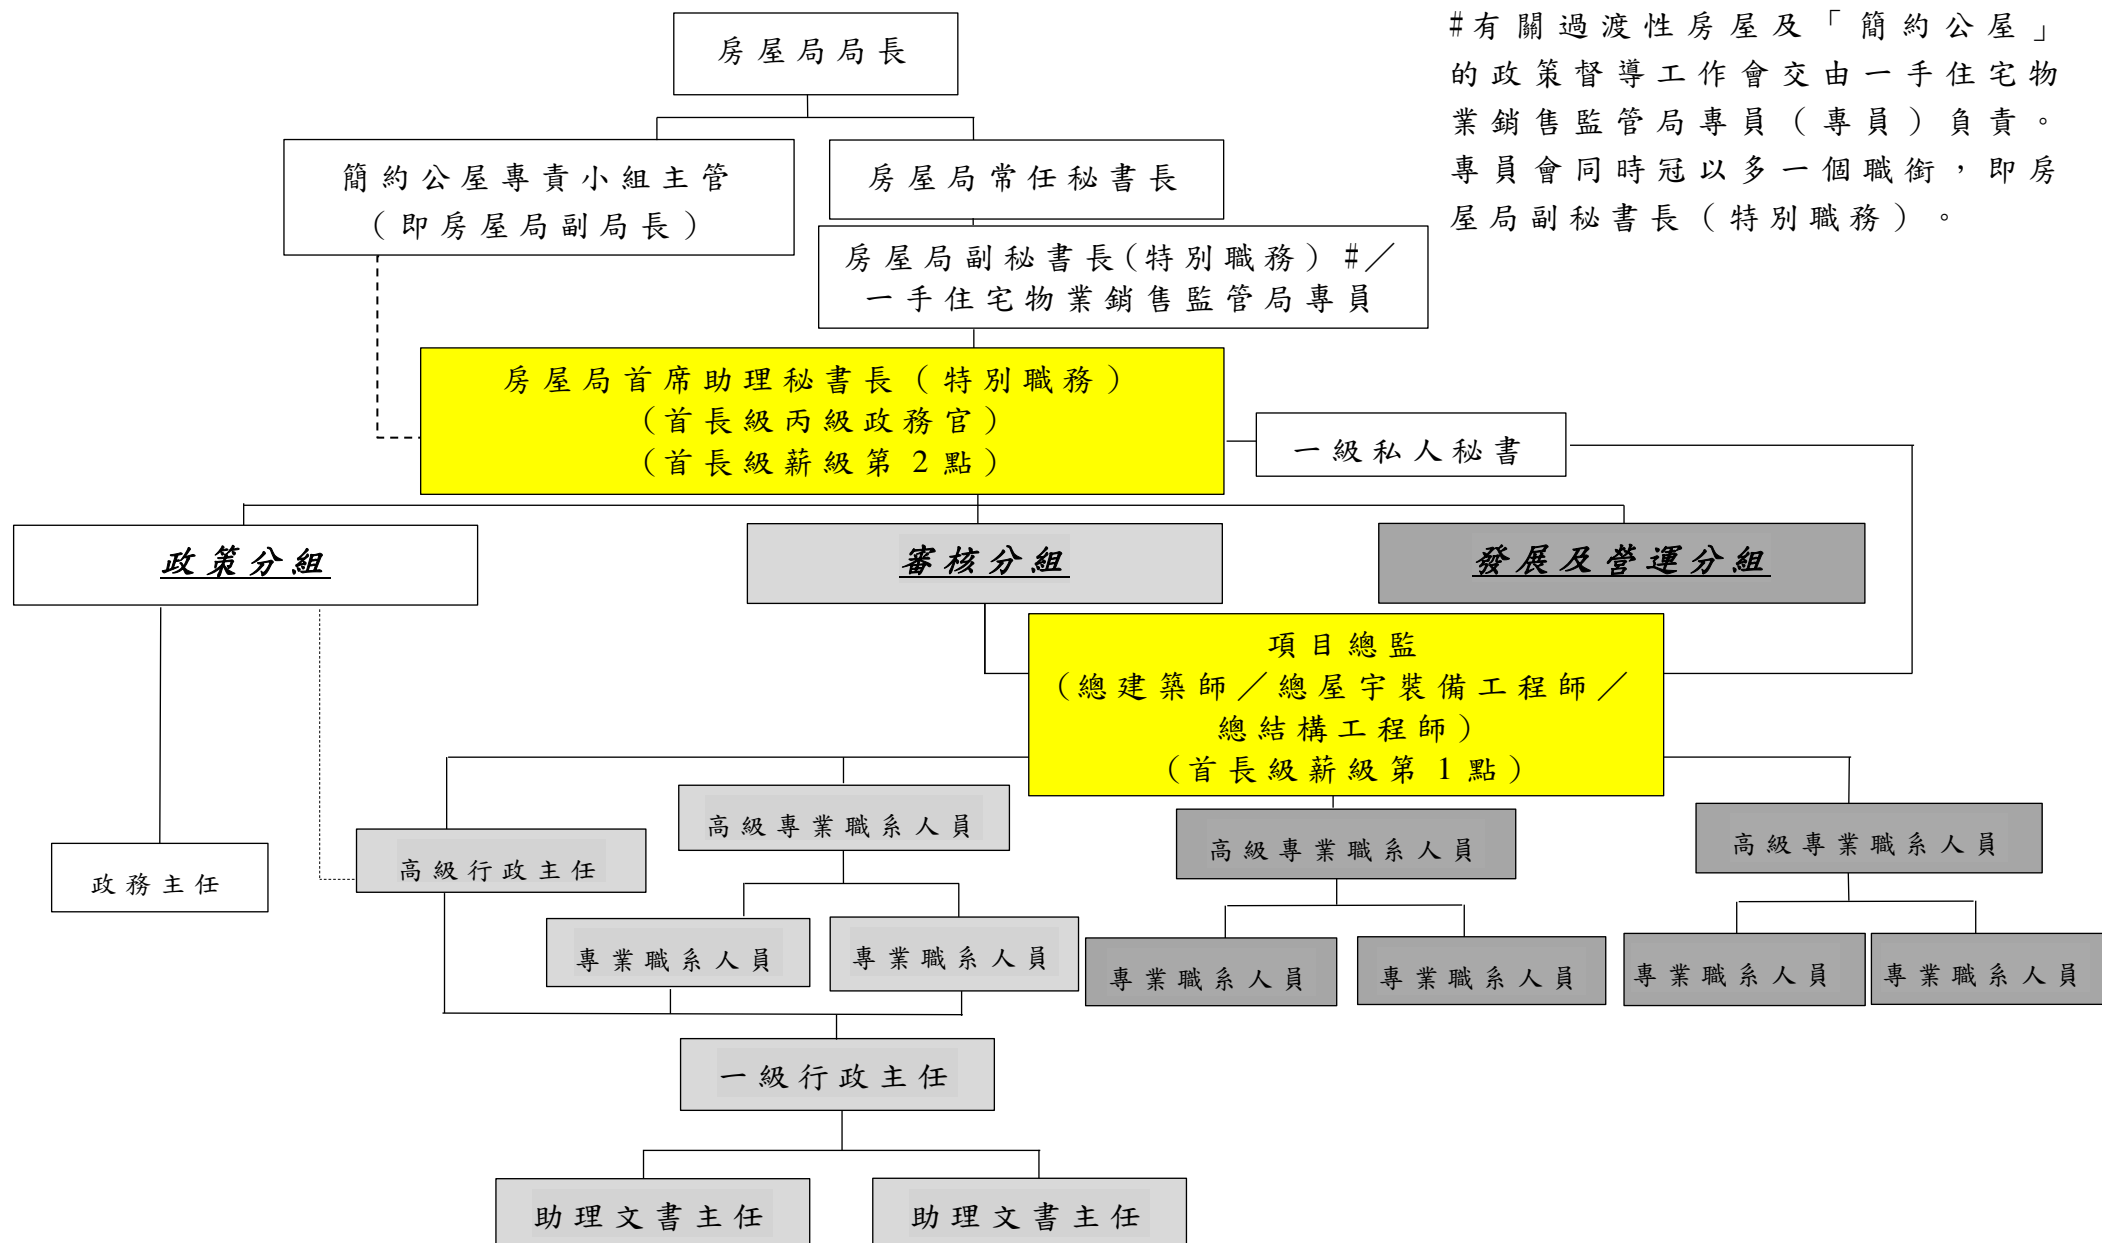 房屋局局長
#有關過渡性房屋及「簡約公屋」
的政策督導工作會交由一手住宅物
業銷售監管局專員(專員)負責。
專員會同時冠以多一個職銜，即房
屋局副秘書長(特別職務)。
簡約公屋專責小組主管
(即房屋局副局長)
房屋局常任秘書長
房屋局副秘書長(特別職務)#／
一手住宅物業銷售監管局專員
房屋局首席助理秘書長(特別職務)
(首長級丙級政務官)
(首長級薪級第2點)
一級私人秘書
政策分組
審核分組
發展及營運分組
項目總監
(總建築師／總屋宇裝備工程師／
總結構工程師)
(首長級薪級第1點)
政務主任
高級行政主任
高級專業職系人員
高級專業職系人員
高級專業職系人員
專業職系人員
專業職系人員
專業職系人員
專業職系人員
專業職系人員
專業職系人員
一級行政主任
助理文書主任
助理文書主任